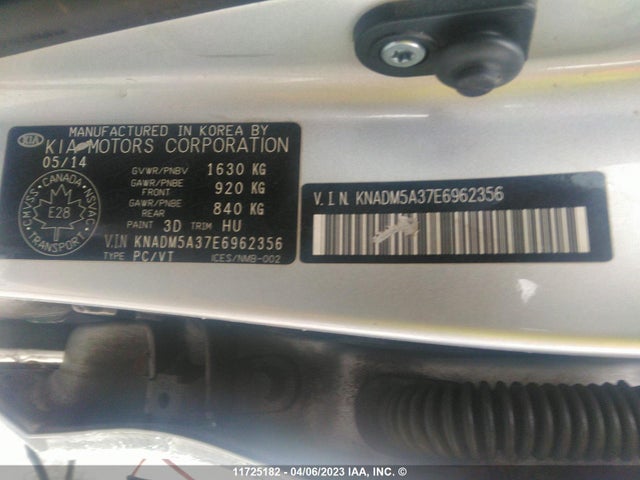 KIA
MANUFACTURED IN KOREA BY
KIA MOTORS CORPORATION
05/14
GVWR/PNBV 1630 KG
GAWR/PNBE FRONT 920 KG
GAWR/PNBE REAR 840 KG
PAINT 3D TRIM HU
V.I.N KNADM5A37E6962356
TYPE PC/VT ICES/NMB-002
CANADA
CMVSS NSVAC
E28
TRANSPORT
V.I.N. KNADM5A37E6962356
11725182 - 04/06/2023 IAA, INC. ©